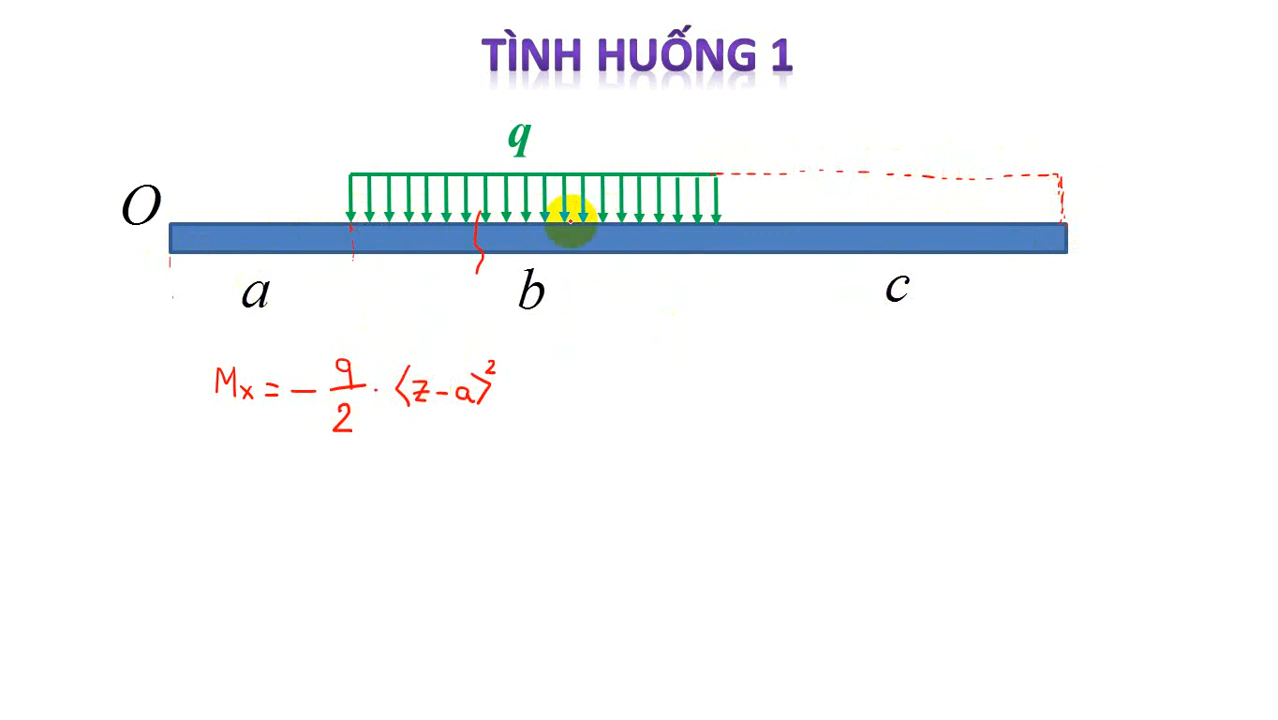 TÌNH HUỐNG 1
q
O
a b c
Mx = - q/2 · ⟨z - a⟩²